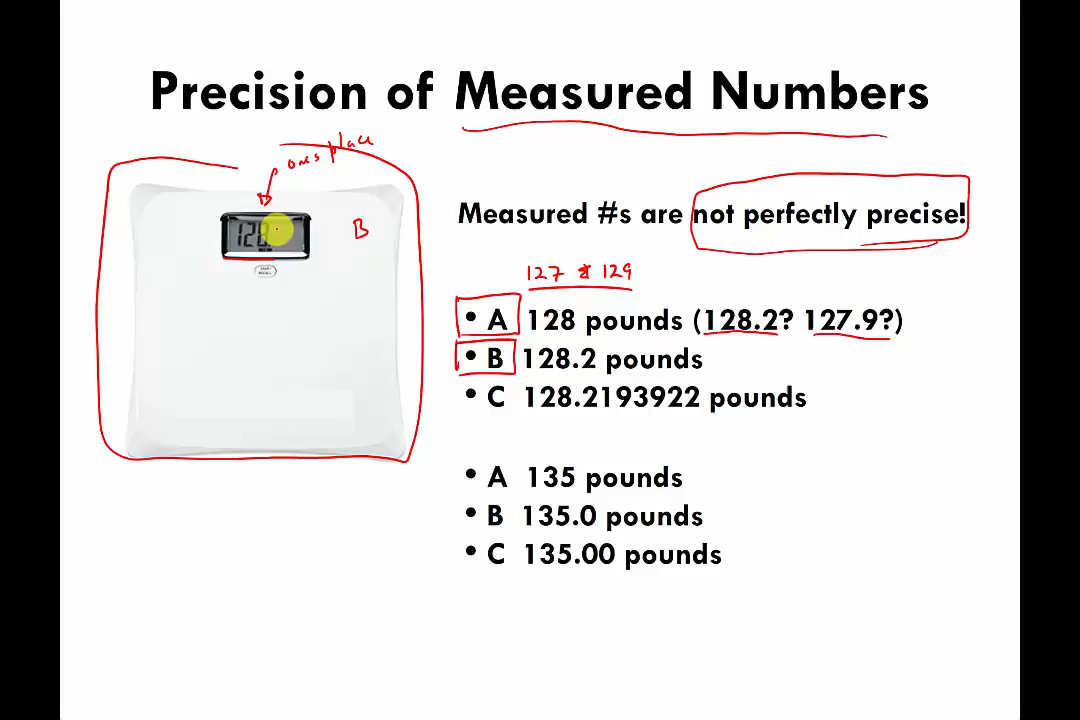 Precision of Measured Numbers
ones place
128.
B
Measured #s are not perfectly precise!
127 & 129
• A 128 pounds (128.2? 127.9?)
• B 128.2 pounds
• C 128.2193922 pounds
• A 135 pounds
• B 135.0 pounds
• C 135.00 pounds